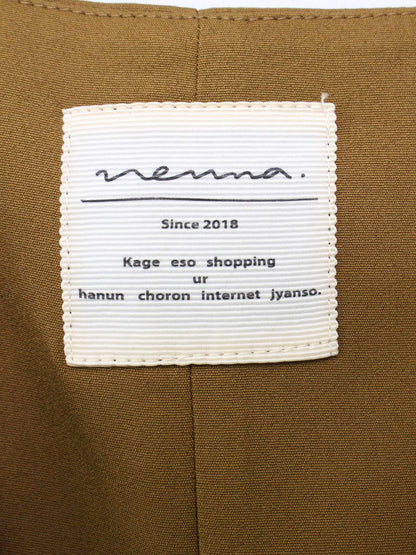 nenna.
Since 2018
Kage eso shopping
ur
hanun choron internet jyanso.